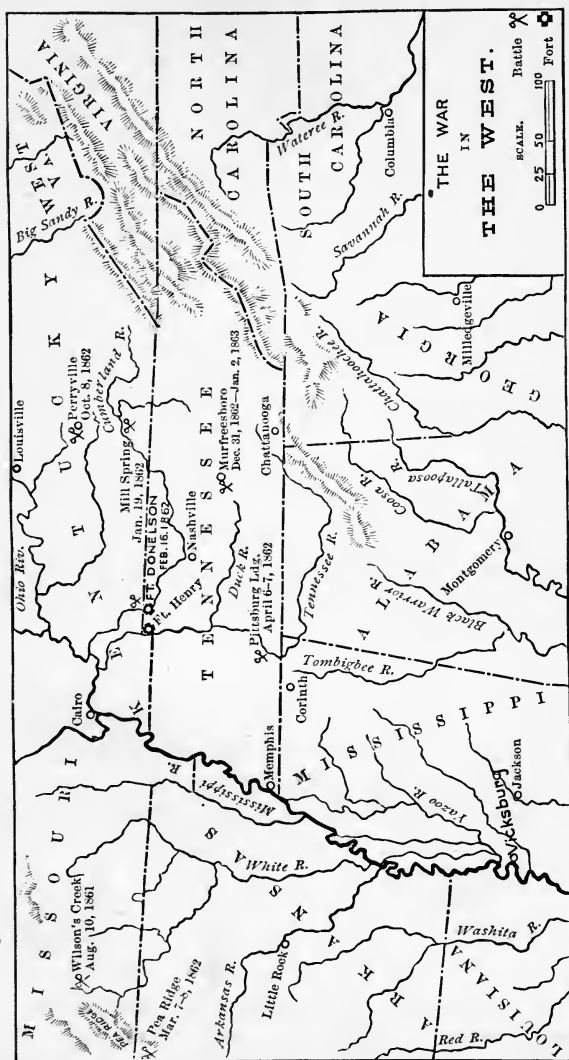 THE WAR
IN
THE WEST.
SCALE.
0 25 50 100
Battle
Fort
MISSOURI
Wilson's Creek
Aug. 10, 1861
PEA RIDGE
Pea Ridge
Mar. 7–8, 1862
Arkansas R.
Little Rock
ARKANSAS
White R.
Washita R.
Red R.
LOUISIANA
Mississippi R.
Cairo
Memphis
MISSISSIPPI
Yazoo R.
Vicksburg
Jackson
Corinth
Tombigbee R.
Ohio Riv.
Louisville
KENTUCKY
Perryville
Oct. 8, 1862
Cumberland R.
Mill Spring
Jan. 19, 1862
FT. DONELSON
FEB. 16, 1862
Ft. Henry
Nashville
TENNESSEE
Murfreesboro
Dec. 31, 1862–Jan. 2, 1863
Duck R.
Pittsburg Ldg.
April 6–7, 1862
Chattanooga
Tennessee R.
ALABAMA
Black Warrior R.
Coosa R.
Tallapoosa
Montgomery
Big Sandy R.
WEST VA.
VIRGINIA
NORTH
CAROLINA
SOUTH
CAROLINA
Wateree R.
Columbia
Savannah R.
Chattahoochee R.
GEORGIA
Milledgeville